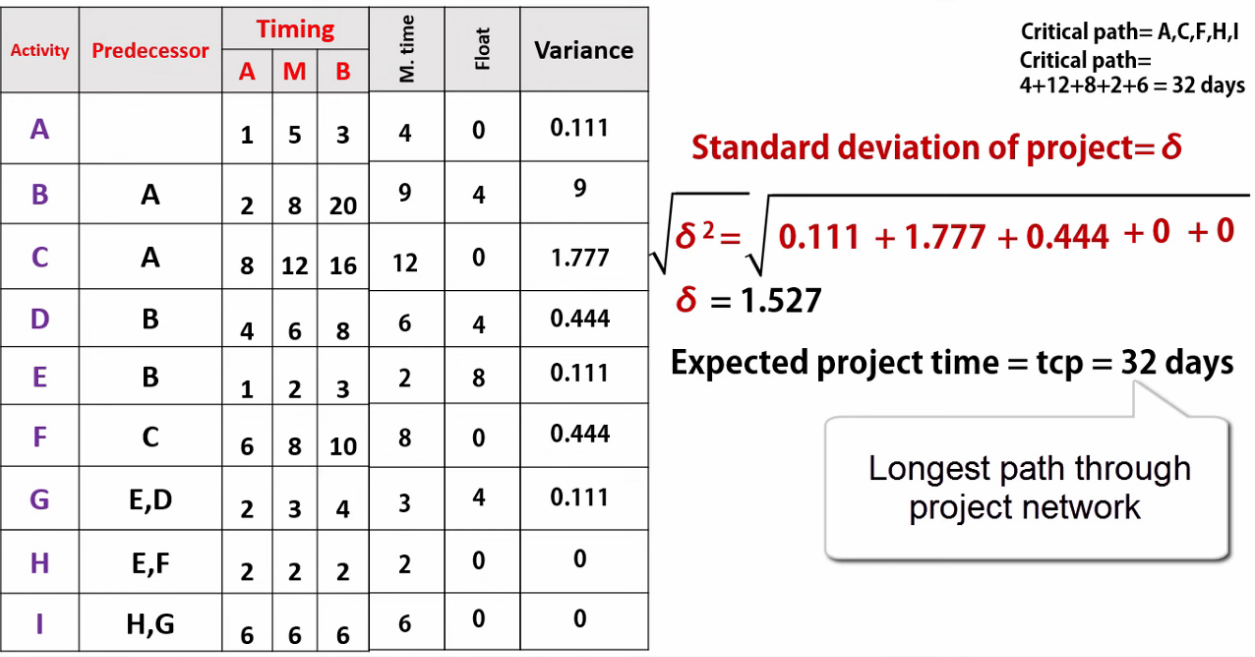 Activity Predecessor Timing M. time Float Variance
A M B
A 1 5 3 4 0 0.111
B A 2 8 20 9 4 9
C A 8 12 16 12 0 1.777
D B 4 6 8 6 4 0.444
E B 1 2 3 2 8 0.111
F C 6 8 10 8 0 0.444
G E,D 2 3 4 3 4 0.111
H E,F 2 2 2 2 0 0
I H,G 6 6 6 6 0 0
Critical path= A,C,F,H,I
Critical path=
4+12+8+2+6 = 32 days
Standard deviation of project= δ
√δ² = √0.111 + 1.777 + 0.444 + 0 + 0
δ = 1.527
Expected project time = tcp = 32 days
Longest path through
project network